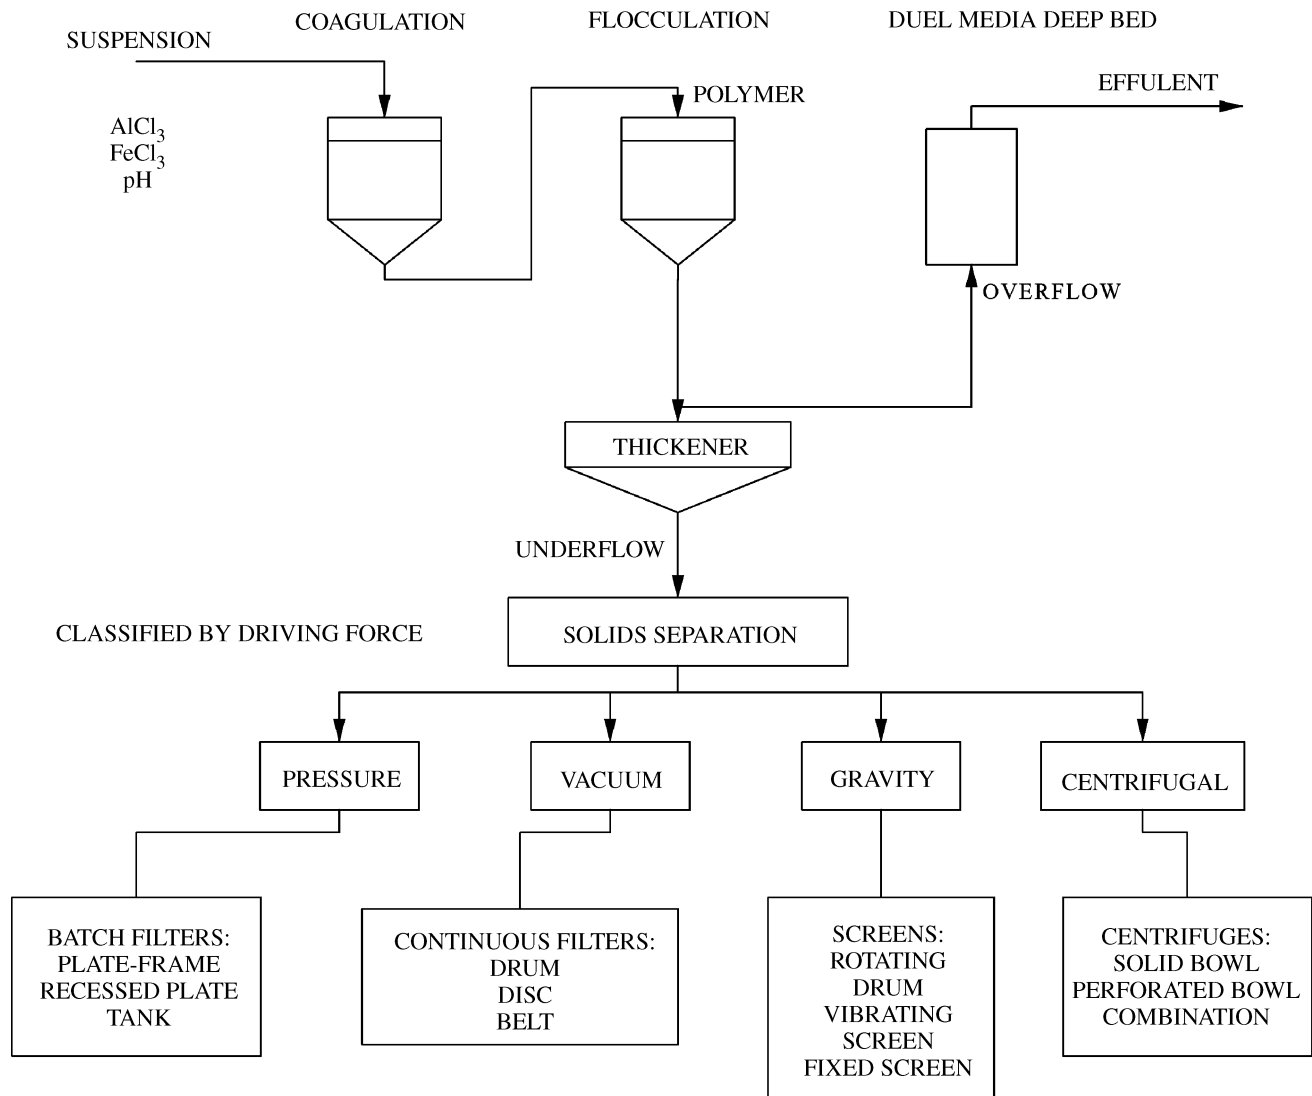 COAGULATION
FLOCCULATION
DUEL MEDIA DEEP BED
SUSPENSION
EFFULENT
POLYMER
AlCl3
FeCl3
pH
OVERFLOW
THICKENER
UNDERFLOW
CLASSIFIED BY DRIVING FORCE
SOLIDS SEPARATION
PRESSURE
VACUUM
GRAVITY
CENTRIFUGAL
BATCH FILTERS:
PLATE-FRAME
RECESSED PLATE
TANK
CONTINUOUS FILTERS:
DRUM
DISC
BELT
SCREENS:
ROTATING
DRUM
VIBRATING
SCREEN
FIXED SCREEN
CENTRIFUGES:
SOLID BOWL
PERFORATED BOWL
COMBINATION